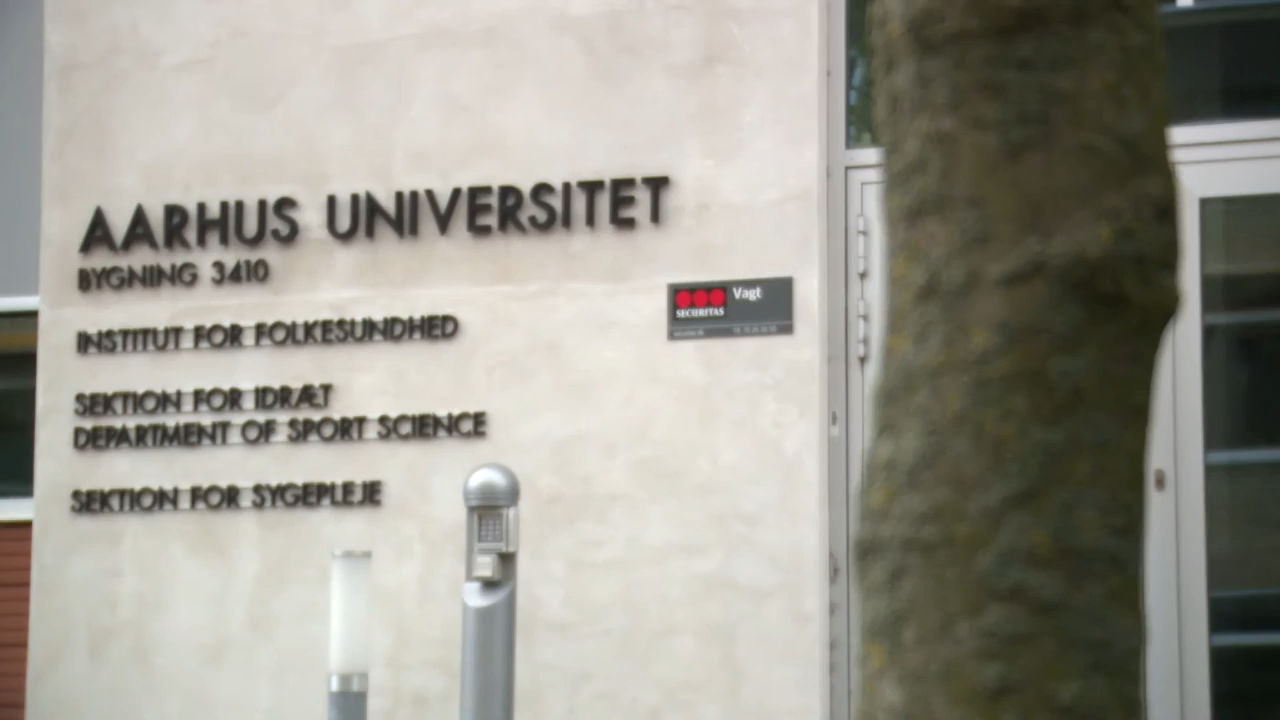 AARHUS UNIVERSITET
BYGNING 3410
INSTITUT FOR FOLKESUNDHED
SEKTION FOR IDRÆT
DEPARTMENT OF SPORT SCIENCE
SEKTION FOR SYGEPLEJE
Vagt
SECURITAS